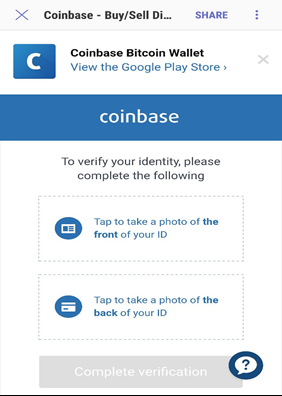 Coinbase - Buy/Sell Di...
SHARE
C
Coinbase Bitcoin Wallet
View the Google Play Store ›
coinbase
To verify your identity, please
complete the following
Tap to take a photo of the
front of your ID
Tap to take a photo of the
back of your ID
Complete verification
?